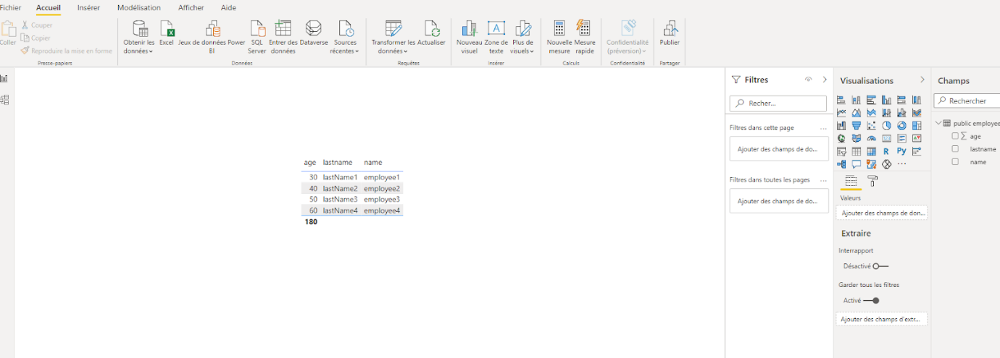 Fichier Accueil Insérer Modélisation Afficher Aide
Coller
Couper
Copier
Reproduire la mise en forme
Presse-papiers
Obtenir les données
Excel
Jeux de données Power BI
SQL Server
Entrer des données
Dataverse
Sources récentes
Données
Transformer les données
Actualiser
Requêtes
Nouveau visuel
Zone de texte
Plus de visuels
Insérer
Nouvelle mesure
Mesure rapide
Calculs
Confidentialité (préversion)
Confidentialité
Publier
Partager
age lastname name
30 lastName1 employee1
40 lastName2 employee2
50 lastName3 employee3
60 lastName4 employee4
180
Filtres
Recher...
Filtres dans cette page ...
Ajouter des champs de do...
Filtres dans toutes les pages ...
Ajouter des champs de do...
Visualisations
R Py
...
Valeurs
Ajouter des champs de don...
Extraire
Interrapport
Désactivé
Garder tous les filtres
Activé
Ajouter des champs d'extr...
Champs
Rechercher
public employee
∑ age
lastname
name